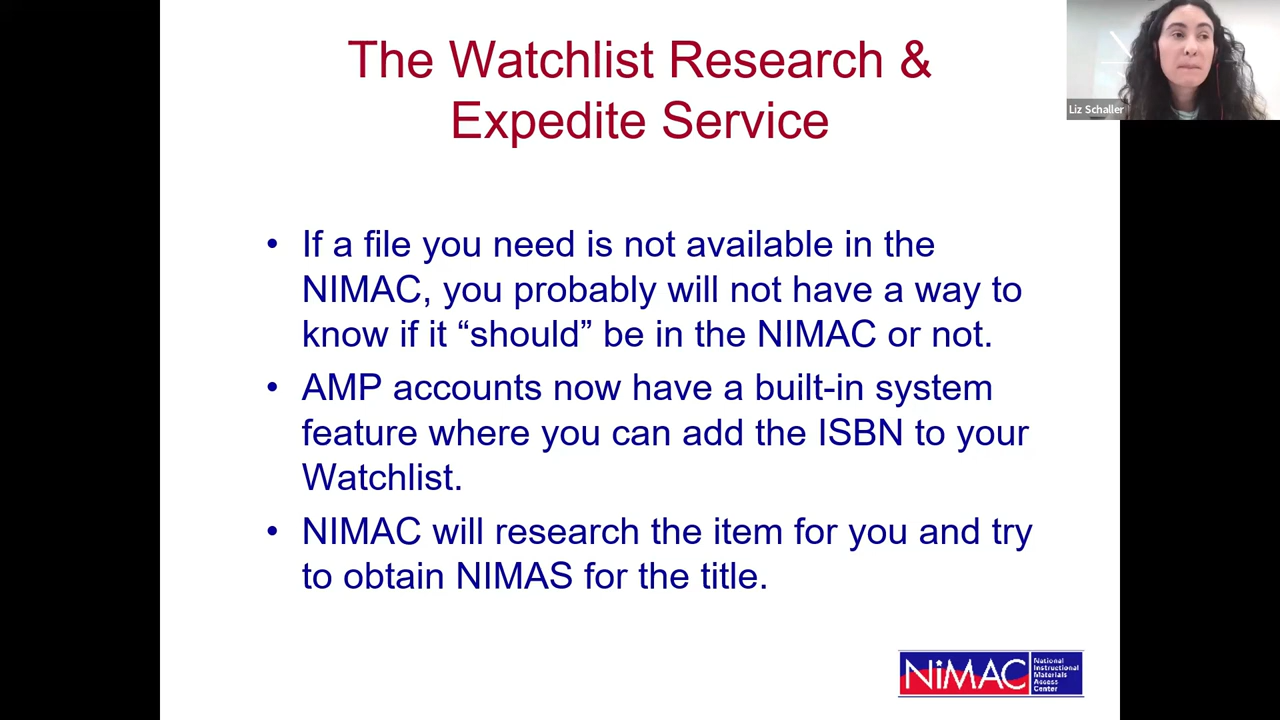 The Watchlist Research &
Expedite Service
Liz Schaller
• If a file you need is not available in the
NIMAC, you probably will not have a way to
know if it “should” be in the NIMAC or not.
• AMP accounts now have a built-in system
feature where you can add the ISBN to your
Watchlist.
• NIMAC will research the item for you and try
to obtain NIMAS for the title.
NIMAC
National
Instructional
Materials
Access
Center